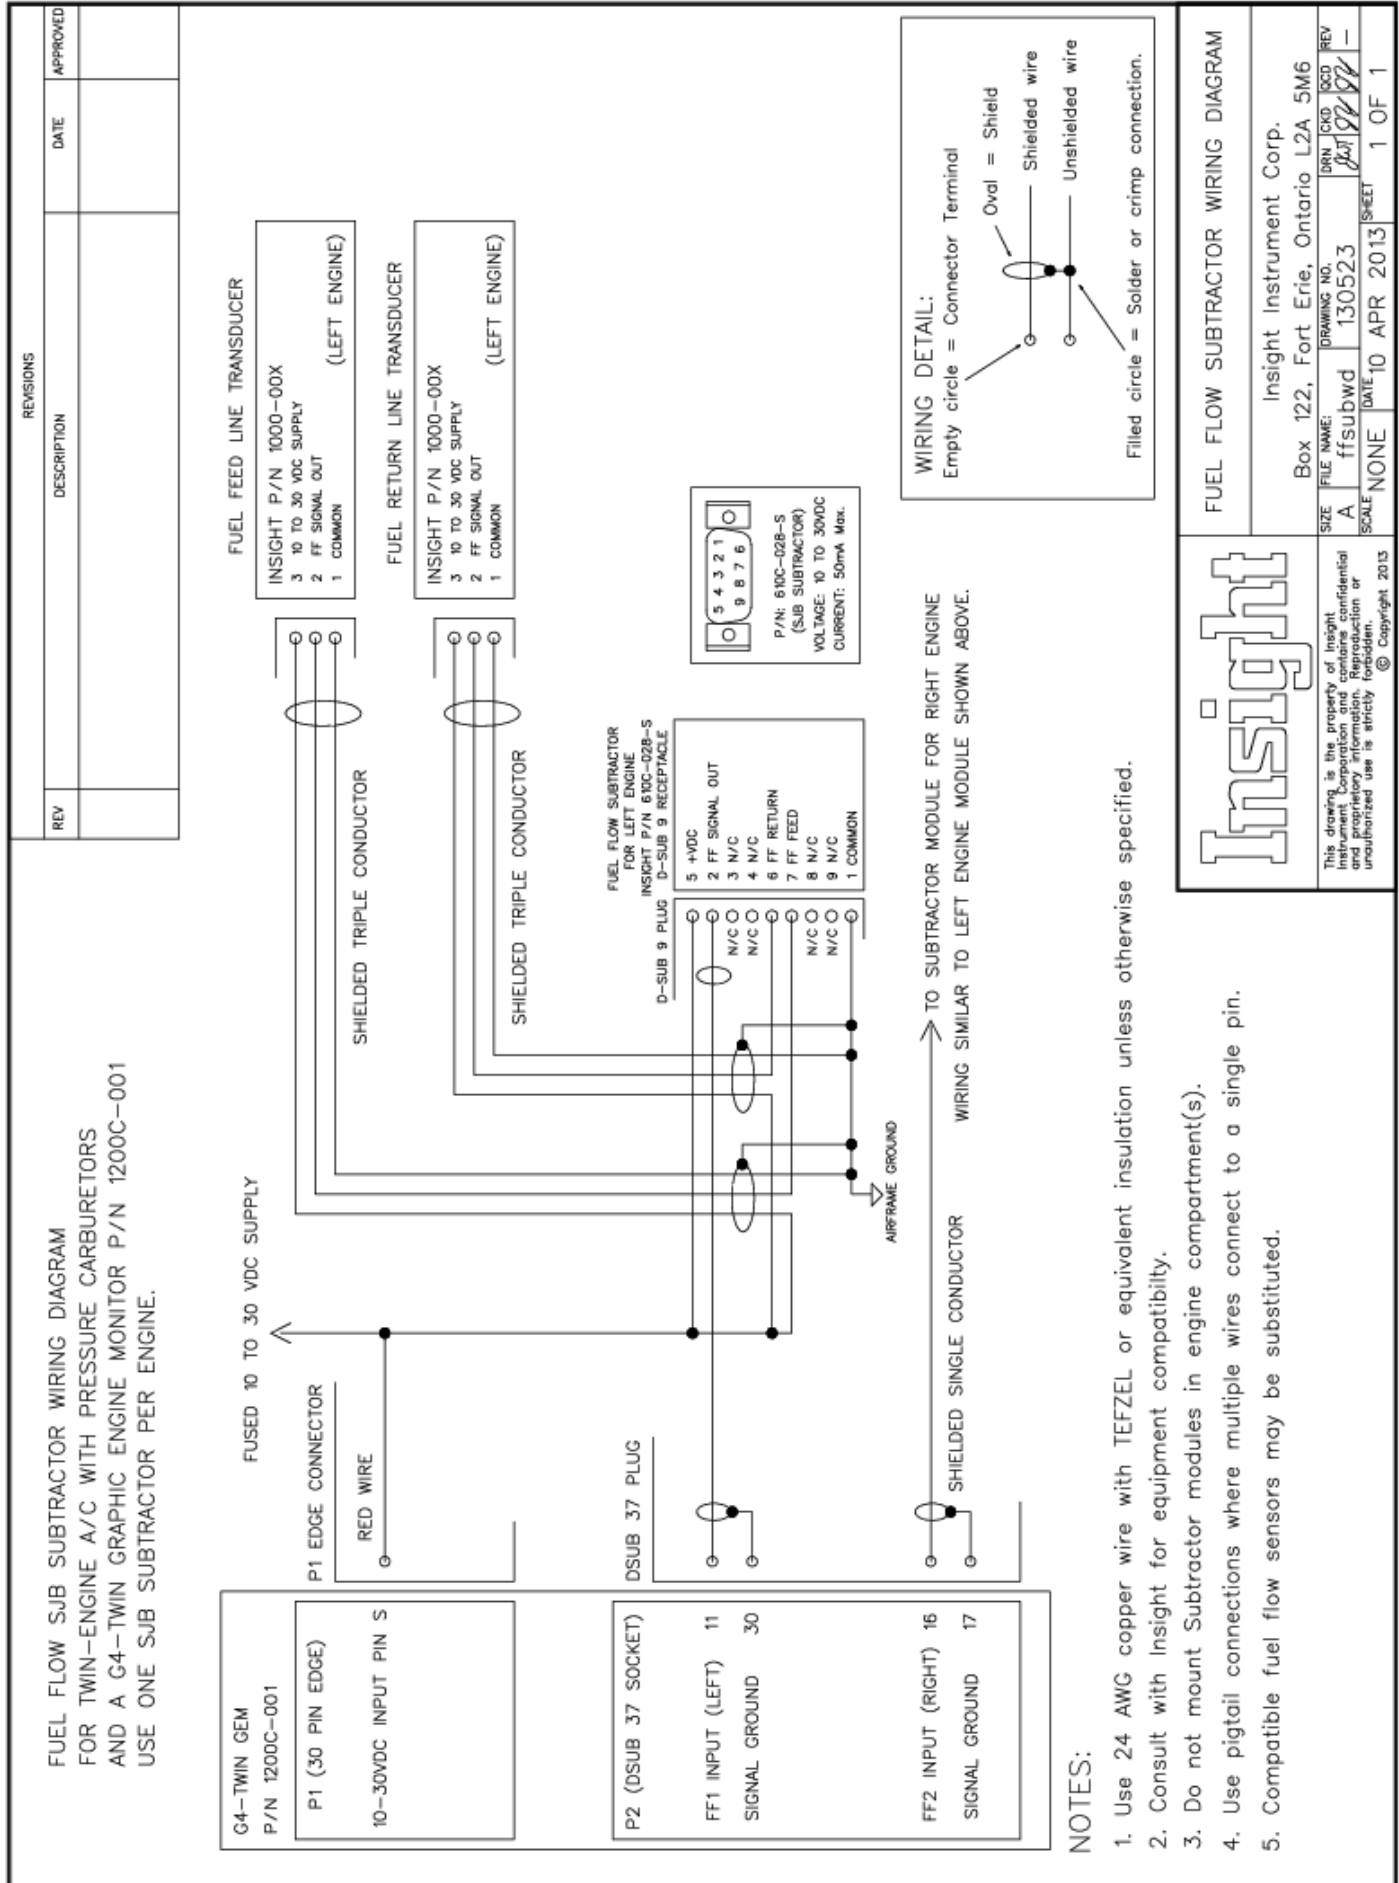 REVISIONS
REV DESCRIPTION DATE APPROVED
FUEL FLOW SJB SUBTRACTOR WIRING DIAGRAM
FOR TWIN-ENGINE A/C WITH PRESSURE CARBURETORS
AND A G4-TWIN GRAPHIC ENGINE MONITOR P/N 1200C-001
USE ONE SJB SUBTRACTOR PER ENGINE.
G4-TWIN GEM
P/N 1200C-001
P1 (30 PIN EDGE)
10-30VDC INPUT PIN S
P1 EDGE CONNECTOR
RED WIRE
FUSED 10 TO 30 VDC SUPPLY
SHIELDED TRIPLE CONDUCTOR
FUEL FEED LINE TRANSDUCER
INSIGHT P/N 1000-00X
3 10 TO 30 VDC SUPPLY
2 FF SIGNAL OUT
1 COMMON (LEFT ENGINE)
SHIELDED TRIPLE CONDUCTOR
FUEL RETURN LINE TRANSDUCER
INSIGHT P/N 1000-00X
3 10 TO 30 VDC SUPPLY
2 FF SIGNAL OUT
1 COMMON (LEFT ENGINE)
P2 (DSUB 37 SOCKET)
FF1 INPUT (LEFT) 11
SIGNAL GROUND 30
FF2 INPUT (RIGHT) 16
SIGNAL GROUND 17
DSUB 37 PLUG
SHIELDED SINGLE CONDUCTOR
AIRFRAME GROUND
FUEL FLOW SUBTRACTOR
FOR LEFT ENGINE
INSIGHT P/N 610C-028-S
D-SUB 9 PLUG D-SUB 9 RECEPTACLE
5 +VDC
2 FF SIGNAL OUT
N/C 3 N/C
N/C 4 N/C
6 FF RETURN
7 FF FEED
N/C 8 N/C
N/C 9 N/C
1 COMMON
5 4 3 2 1
9 8 7 6
P/N: 610C-028-S
(SJB SUBTRACTOR)
VOLTAGE: 10 TO 30VDC
CURRENT: 50mA Max.
TO SUBTRACTOR MODULE FOR RIGHT ENGINE
WIRING SIMILAR TO LEFT ENGINE MODULE SHOWN ABOVE.
WIRING DETAIL:
Empty circle = Connector Terminal
Oval = Shield
Shielded wire
Unshielded wire
Filled circle = Solder or crimp connection.
NOTES:
1. Use 24 AWG copper wire with TEFZEL or equivalent insulation unless otherwise specified.
2. Consult with Insight for equipment compatibilty.
3. Do not mount Subtractor modules in engine compartment(s).
4. Use pigtail connections where multiple wires connect to a single pin.
5. Compatible fuel flow sensors may be substituted.
Insight
This drawing is the property of Insight
Instrument Corporation and contains confidential
and proprietary information. Reproduction or
unauthorized use is strictly forbidden.
© Copyright 2013
FUEL FLOW SUBTRACTOR WIRING DIAGRAM
Insight Instrument Corp.
Box 122, Fort Erie, Ontario L2A 5M6
SIZE FILE NAME: DRAWING NO. DRN CKD QCD REV
A ffsubwd 130523 —
SCALE NONE DATE 10 APR 2013 SHEET 1 OF 1